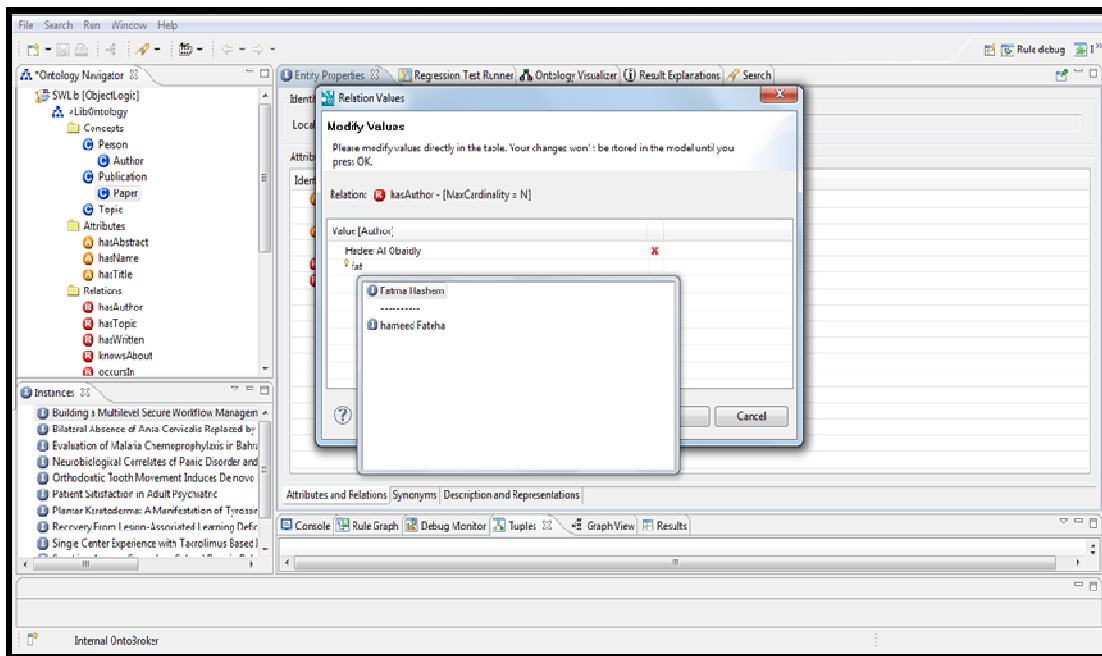 File Search Run Window Help
Rule debug
*Ontology Navigator
SWLb [ObjectLogic]
LibOntology
Concepts
Person
Author
Publication
Paper
Topic
Attributes
hasAbstract
hasName
hasTitle
Relations
hasAuthor
hasTopic
hasWritten
knowsAbout
occursIn
Instances
Building a Multilevel Secure Workflow Managem
Bilateral Absence of Ansa Cervicalis Replaced by
Evaluation of Malaria Chemoprophylaxis in Bahra
Neurobiological Correlates of Panic Disorder and
Orthodontic Tooth Movement Induces De novo
Patient Satisfaction in Adult Psychiatric
Plantar Keratoderma: A Manifestation of Tyrosin
Recovery From Lesion-Associated Learning Defic
Single Center Experience with Tacrolimus Based I
Entity Properties Regression Test Runner Ontology Visualizer Result Explanations Search
Identi
Local
Attrib
Iden
Relation Values
Modify Values
Please modify values directly in the table. Your changes won't be stored in the model until you
press OK.
Relation: hasAuthor - [MaxCardinality = N]
Value [Author]
Hadeel Al Obaidly
fat
Fatma Hashem
----------
hameed Fateha
Cancel
Attributes and Relations Synonyms Description and Representations
Console Rule Graph Debug Monitor Tuples Graph View Results
Internal OntoBroker